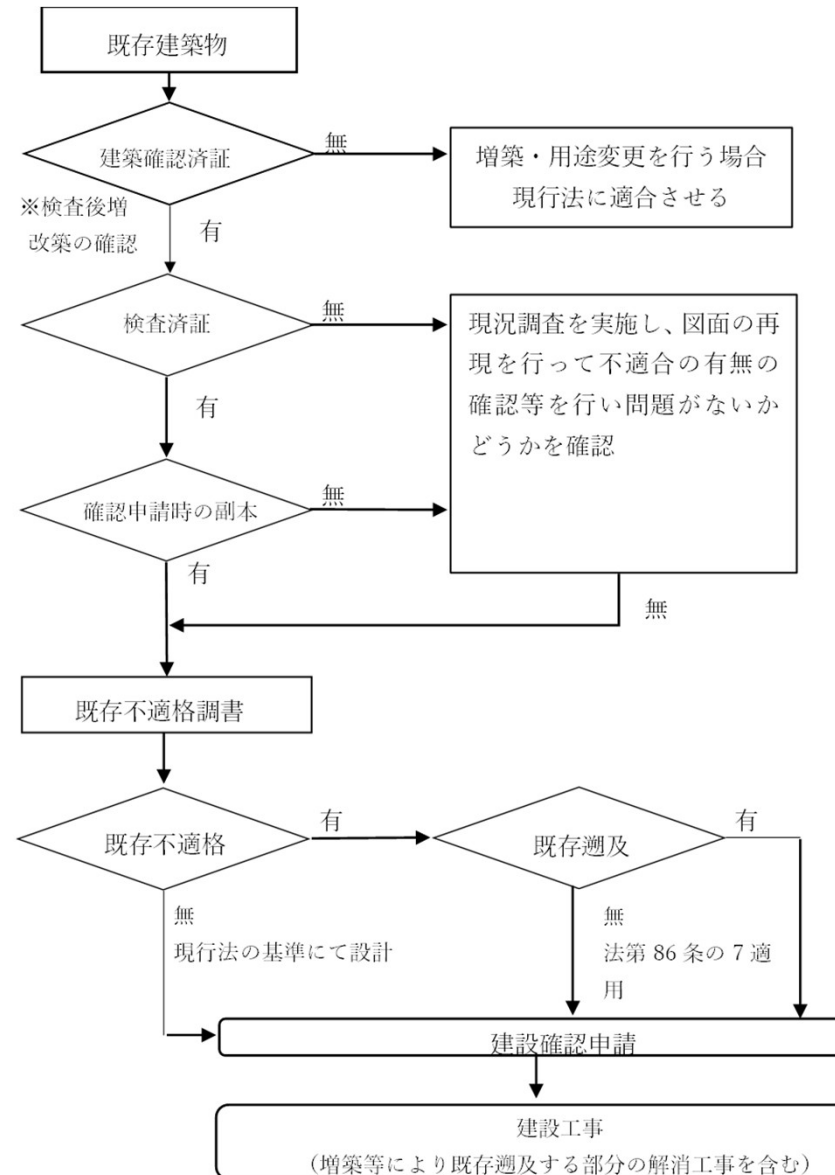 既存建築物
建築確認済証
無
増築・用途変更を行う場合
現行法に適合させる
※検査後増
改築の確認
有
検査済証
無
現況調査を実施し、図面の再
現を行って不適合の有無の
確認等を行い問題がないか
どうかを確認
有
確認申請時の副本
無
有
無
既存不適格調書
既存不適格
有
既存遡及
有
無
現行法の基準にて設計
無
法第 86 条の 7 適
用
建設確認申請
建設工事
(増築等により既存遡及する部分の解消工事を含む)